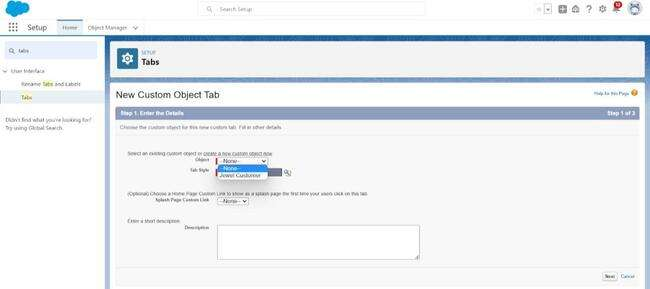 Search Setup
Setup
Home
Object Manager
tabs
User Interface
Rename Tabs and Labels
Tabs
Didn't find what you're looking for?
Try using Global Search.
SETUP
Tabs
New Custom Object Tab
Help for this Page
Step 1. Enter the Details
Step 1 of 3
Choose the custom object for this new custom tab. Fill in other details.
Select an existing custom object or create a new custom object now.
Object
--None--
--None--
Jewel Customer
Tab Style
(Optional) Choose a Home Page Custom Link to show as a splash page the first time your users click on this tab.
Splash Page Custom Link
--None--
Enter a short description.
Description
Next
Cancel